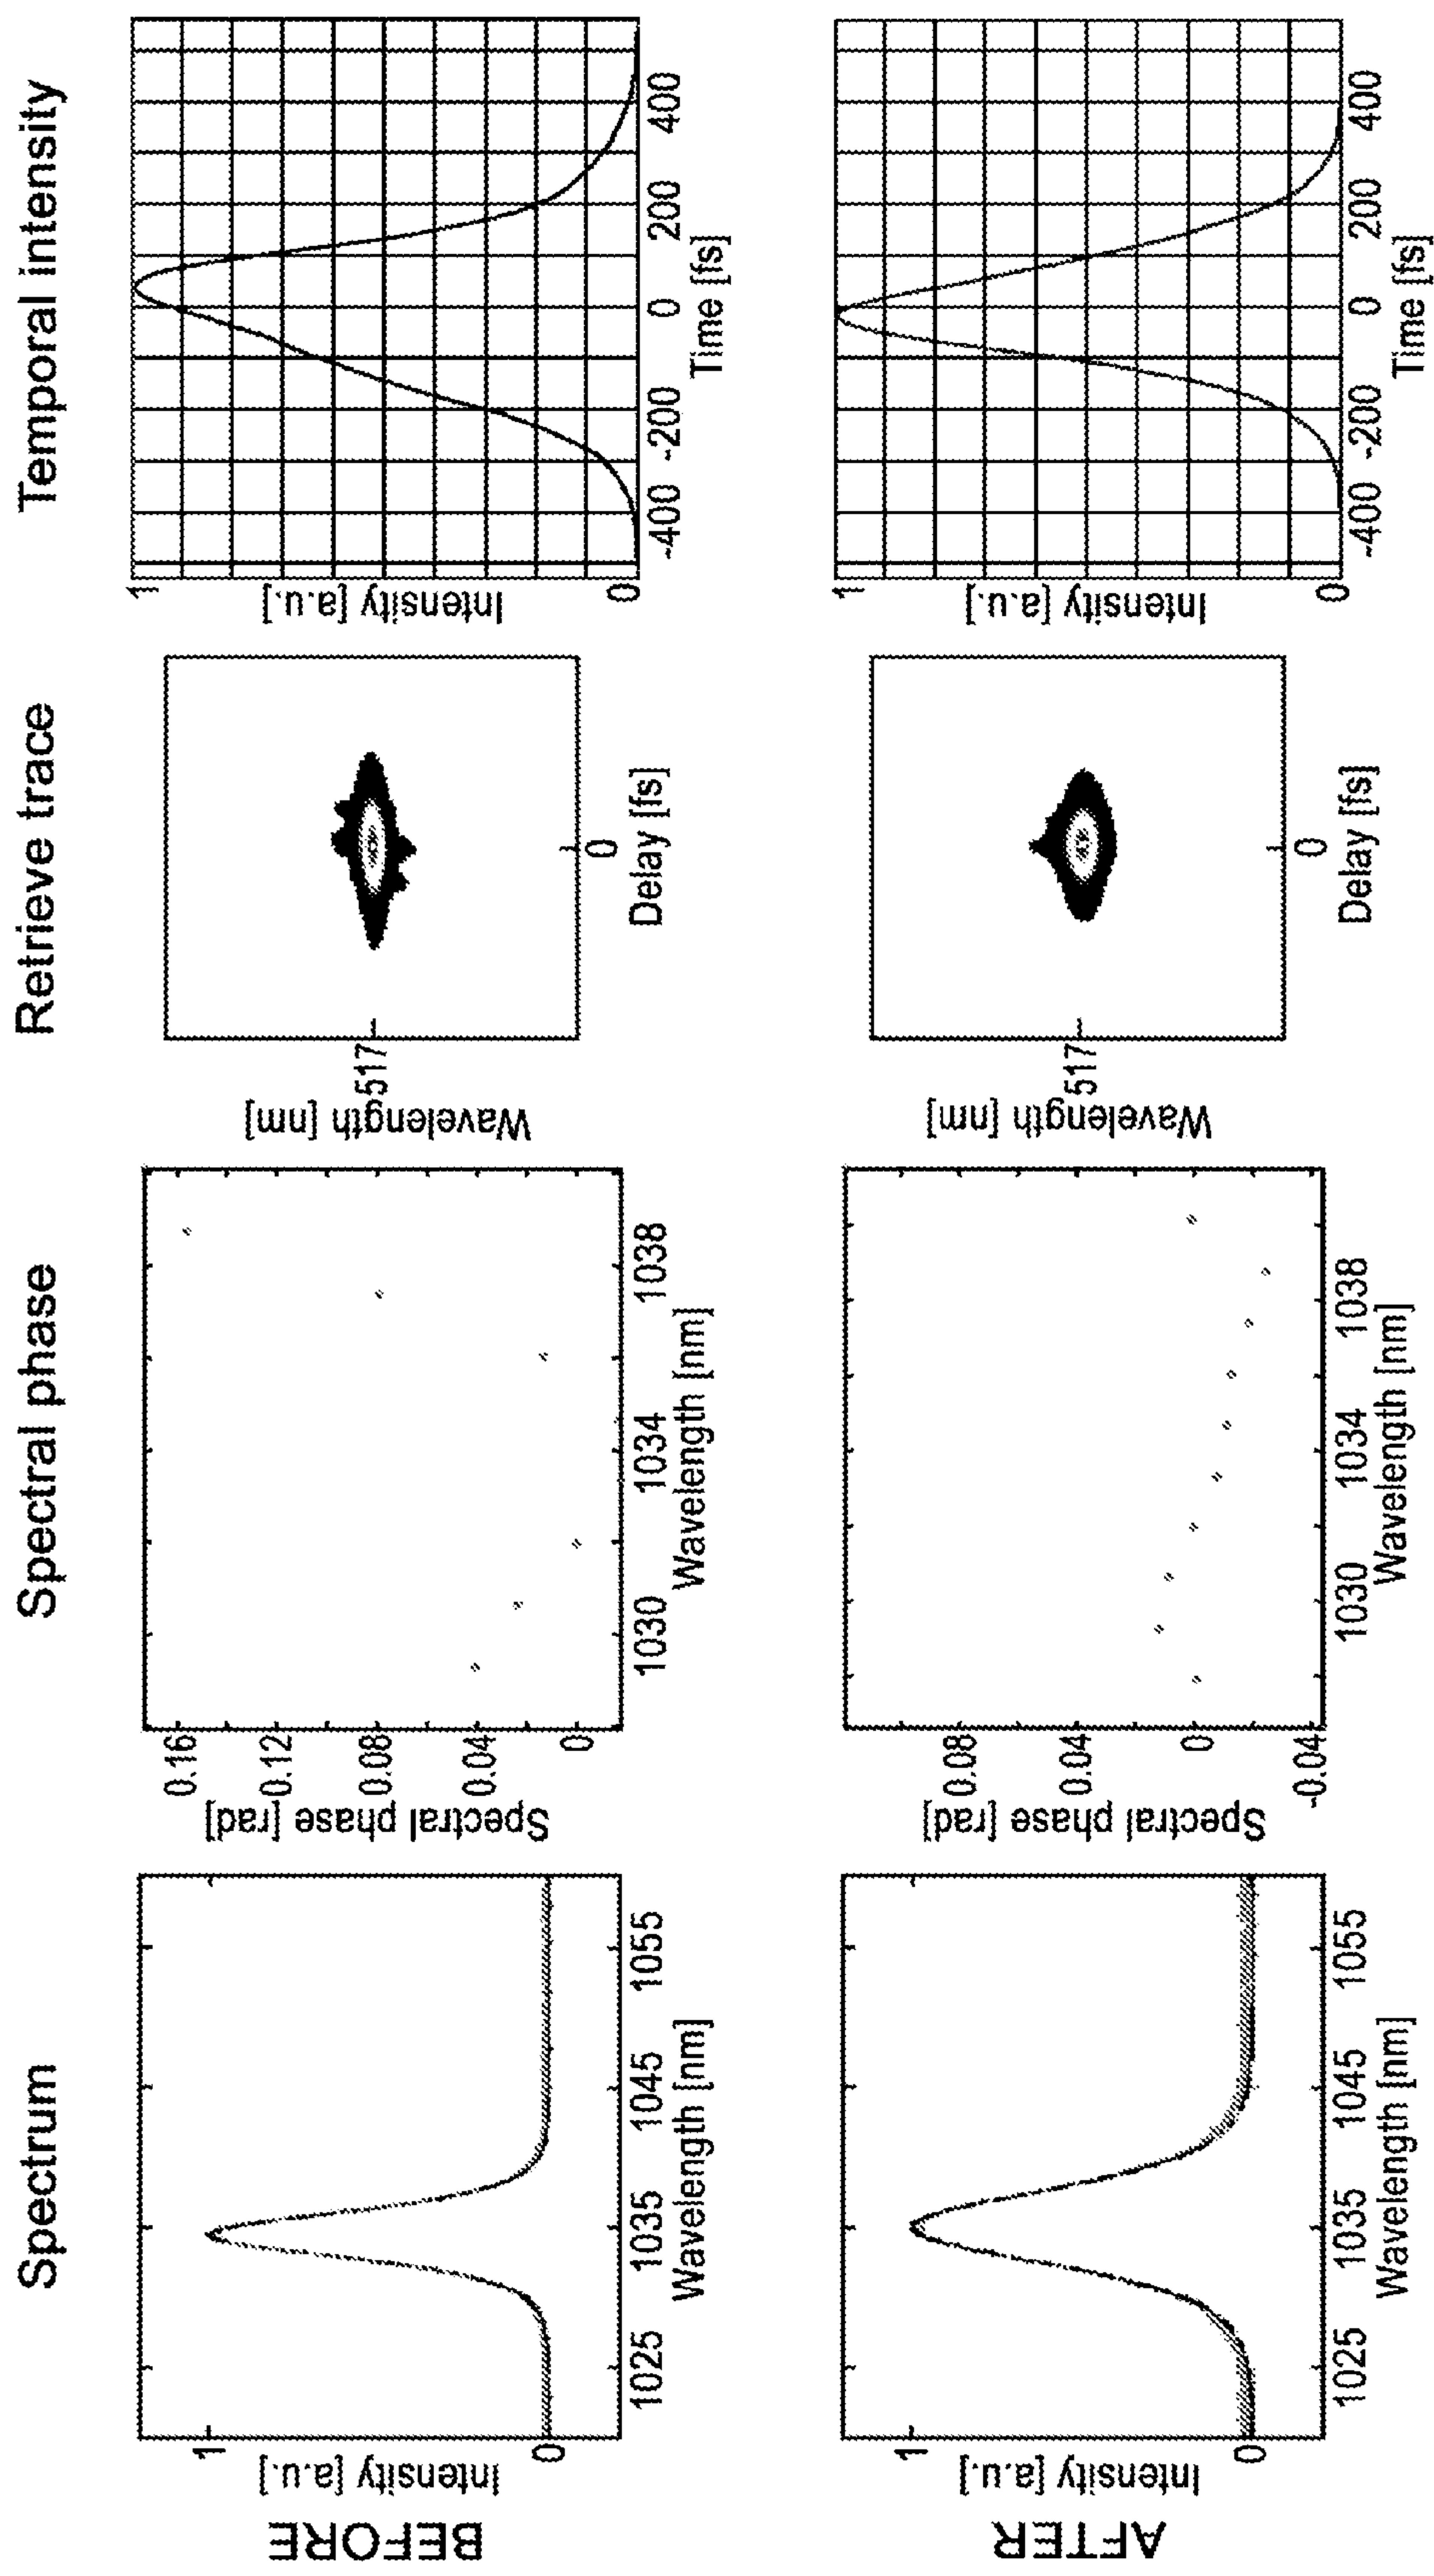 Spectrum
Spectral phase
Retrieve trace
Temporal intensity
BEFORE
Intensity [a.u.]
1
0
1025
1035
1045
1055
Wavelength [nm]
Spectral phase [rad]
0.16
0.12
0.08
0.04
0
1030
1034
1038
Wavelength [nm]
Wavelength [nm]
517
0
Delay [fs]
Intensity [a.u.]
1
0
-400
-200
0
200
400
Time [fs]
AFTER
Intensity [a.u.]
1
0
1025
1035
1045
1055
Wavelength [nm]
Spectral phase [rad]
0.08
0.04
0
-0.04
1030
1034
1038
Wavelength [nm]
Wavelength [nm]
517
0
Delay [fs]
Intensity [a.u.]
1
0
-400
-200
0
200
400
Time [fs]